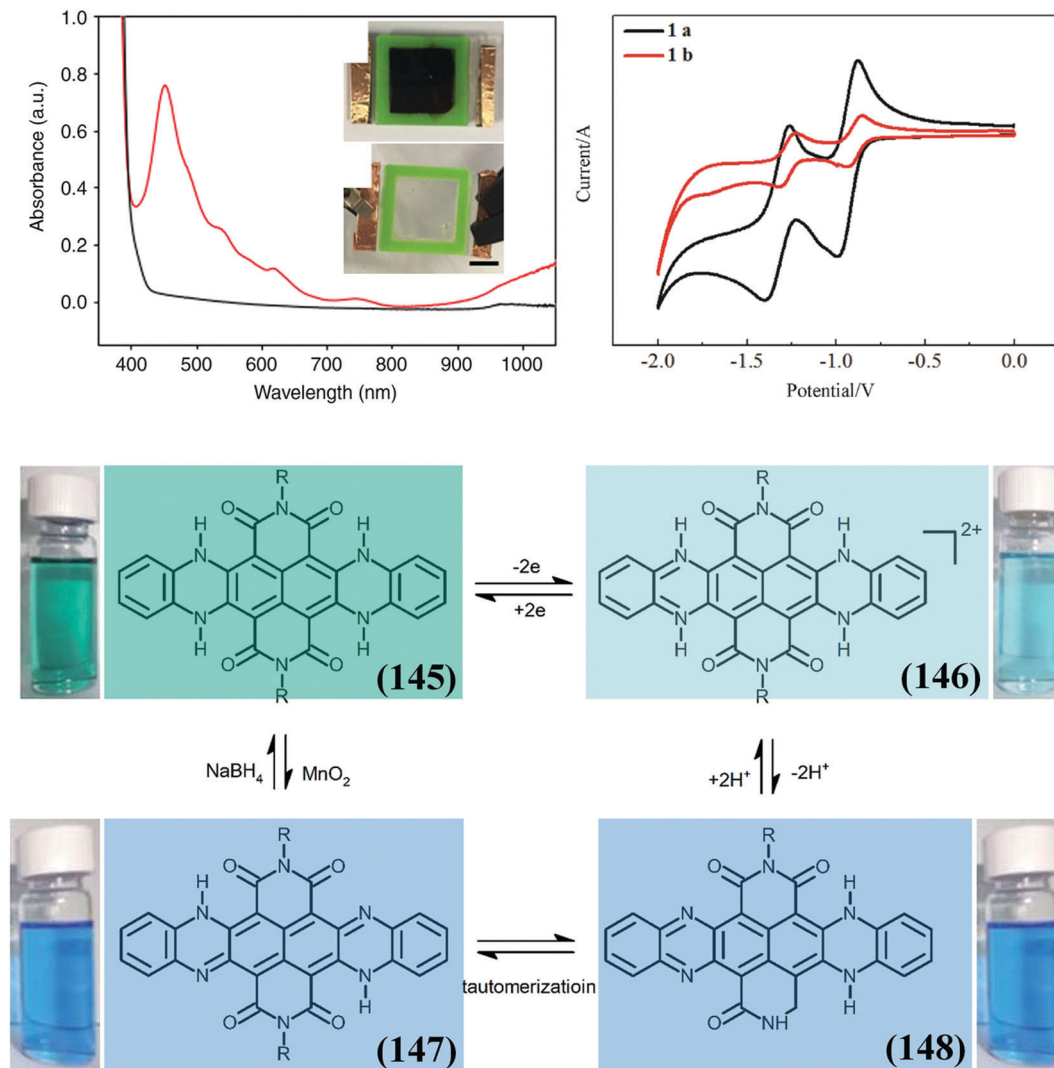 1.0
0.8
0.6
0.4
0.2
0.0
Absorbance (a.u.)
400 500 600 700 800 900 1000
Wavelength (nm)
1 a
1 b
Current/A
-2.0 -1.5 -1.0 -0.5 0.0
Potential/V
R
O N O
H H
N N
N N
H H
O N O
R
(145)
-2e
+2e
R
O N O
H H
N N
2+
N N
H H
O N O
R
(146)
NaBH4 MnO2
+2H+ -2H+
R
O N O
H
N N
N N
H
O N O
R
(147)
tautomerizatioin
R
O N O
H
N N
N N
H
O NH
(148)